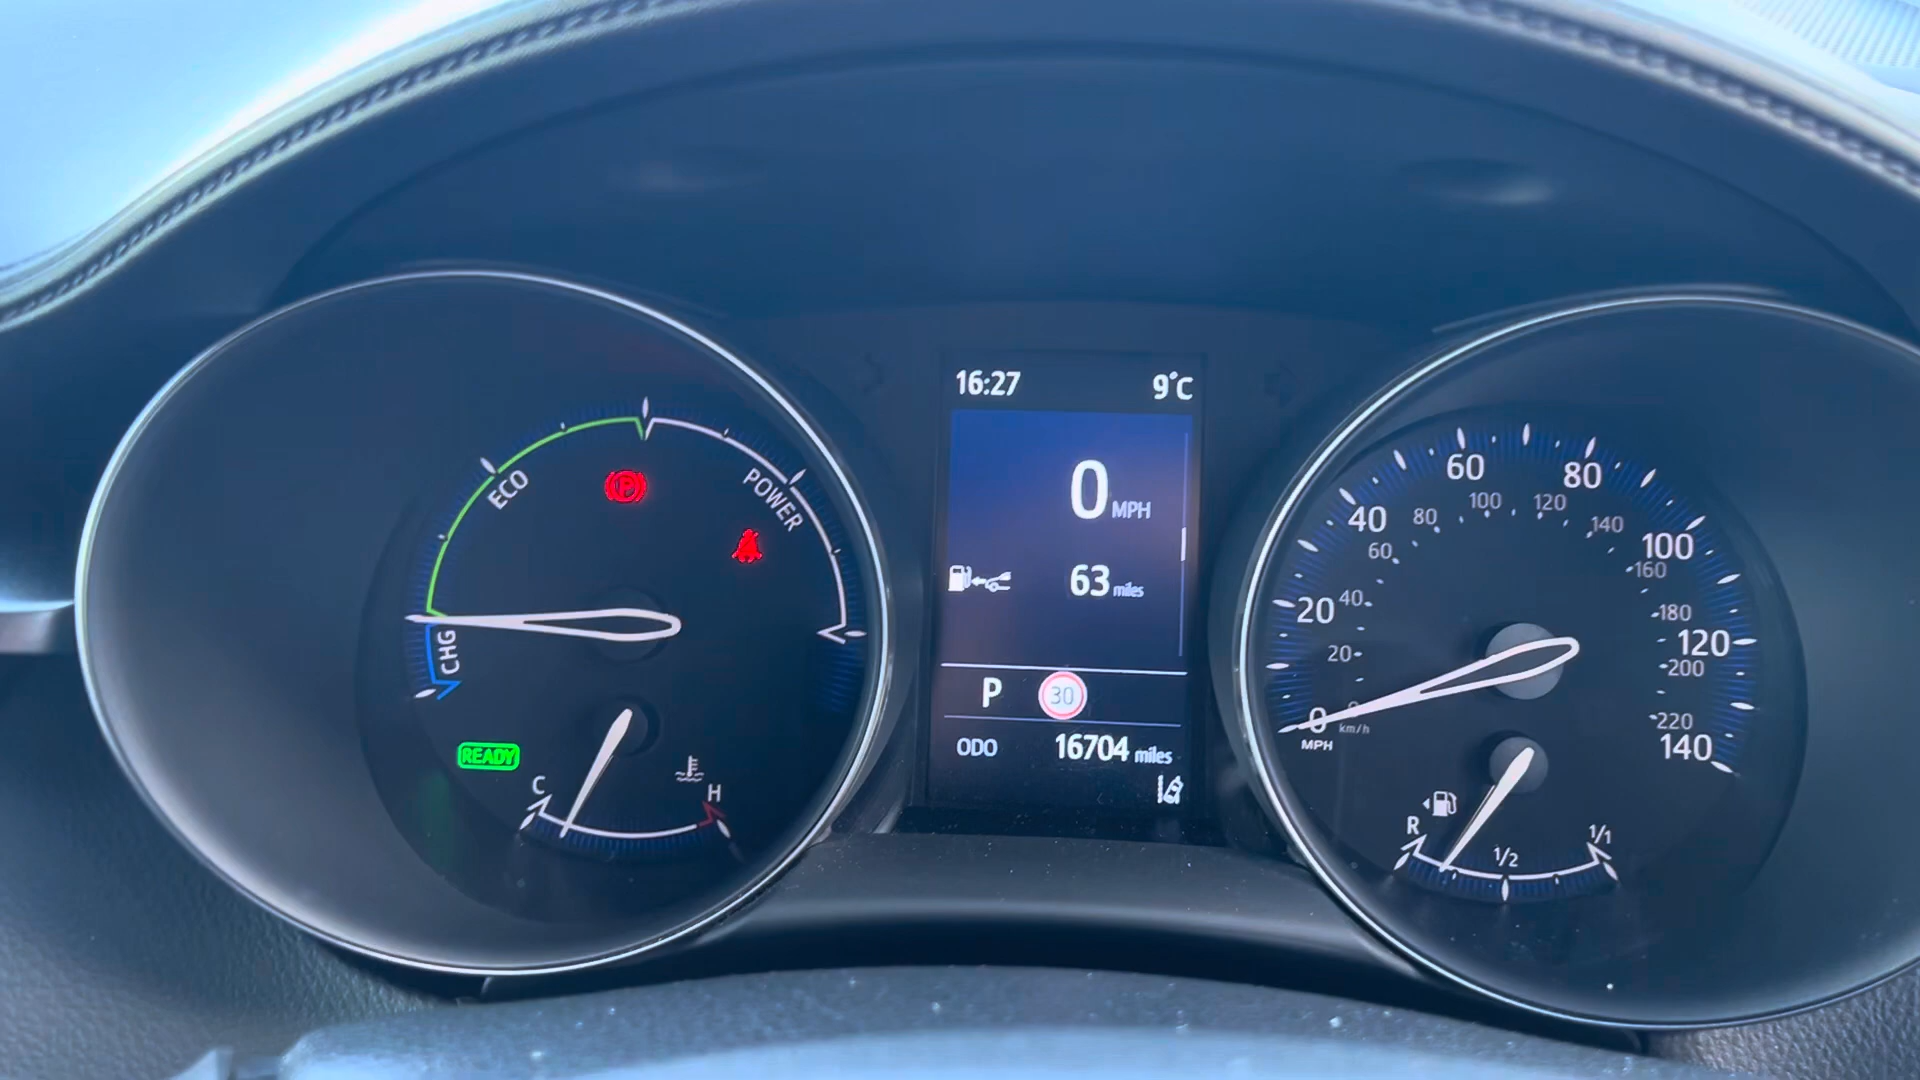 16:27 9°C
0 MPH
63 miles
P 30
ODO 16704 miles
ECO
POWER
CHG
P
READY
C H
0 20 40 60 80 100 120 140
MPH
0 20 40 60 80 100 120 140 160 180 200 220
km/h
R 1/2 1/1